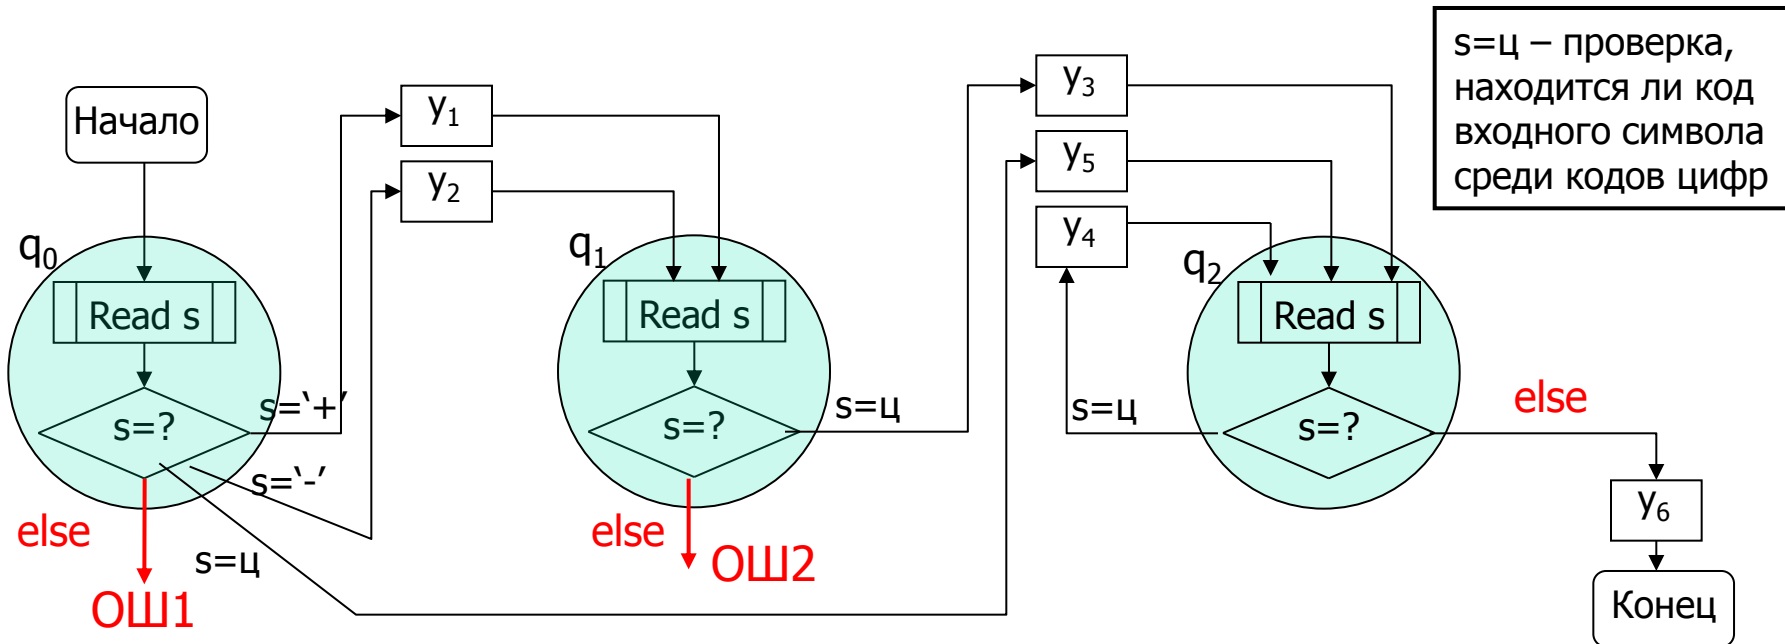 s=ц – проверка,
находится ли код
входного символа
среди кодов цифр
Начало
y₁
y₂
y₃
y₅
y₄
q₀
q₁
q₂
Read s
Read s
Read s
s=?
s=‘+’
s=‘-’
s=ц
else
ОШ1
s=?
s=ц
else
ОШ2
s=ц
s=?
else
y₆
Конец